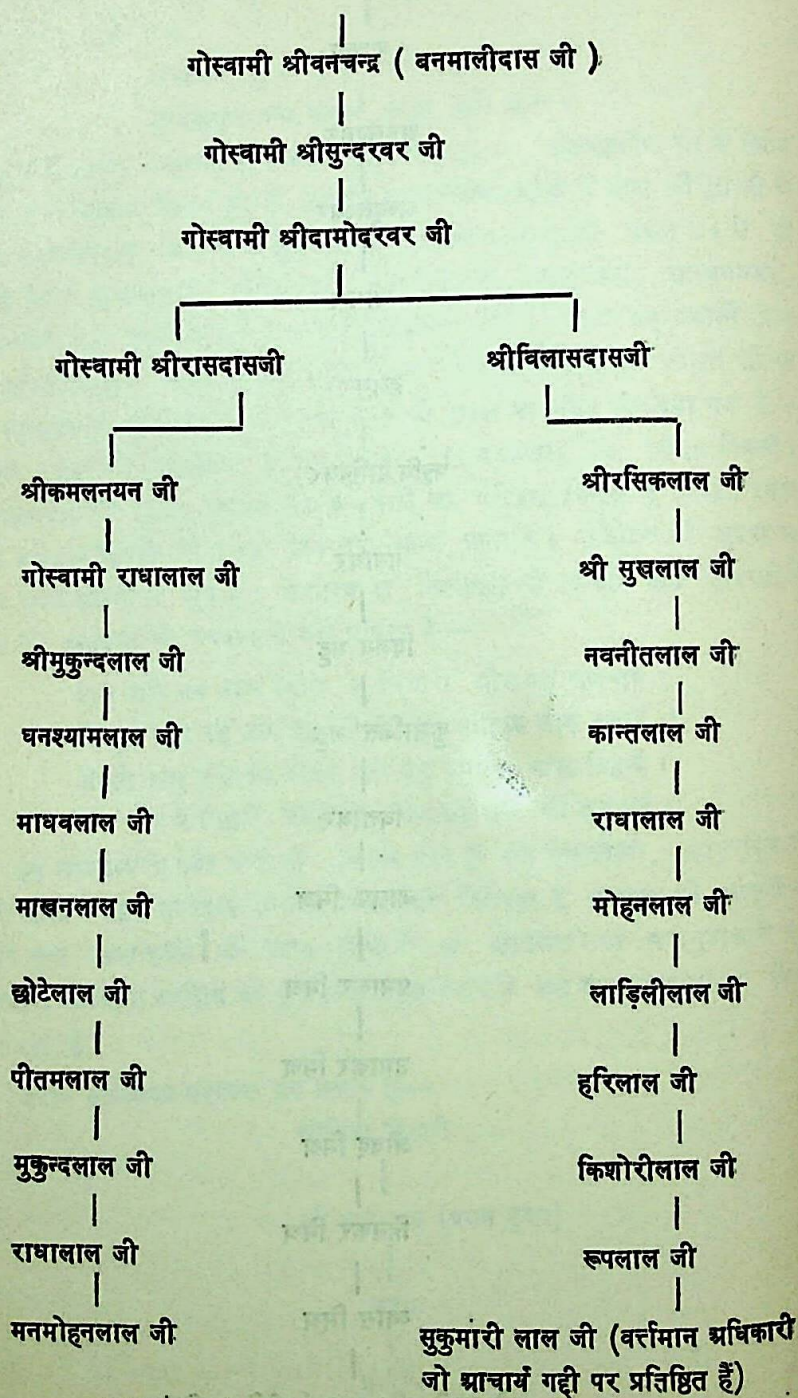 गोस्वामी श्रीवनचन्द्र ( बनमालीदास जी )
गोस्वामी श्रीसुन्दरवर जी
गोस्वामी श्रीदामोदरवर जी
गोस्वामी श्रीरासदासजी श्रीविलासदासजी
श्रीकमलनयन जी श्रीरसिकलाल जी
गोस्वामी राधालाल जी श्री सुखलाल जी
श्रीमुकुन्दलाल जी नवनीतलाल जी
घनश्यामलाल जी कान्तलाल जी
माधवलाल जी राधालाल जी
माखनलाल जी मोहनलाल जी
छोटेलाल जी लाड़िलीलाल जी
पीतमलाल जी हरिलाल जी
मुकुन्दलाल जी किशोरीलाल जी
राधालाल जी रूपलाल जी
मनमोहनलाल जी सुकुमारी लाल जी (वर्त्तमान अधिकारी
जो आचार्य गद्दी पर प्रतिष्ठित हैं)